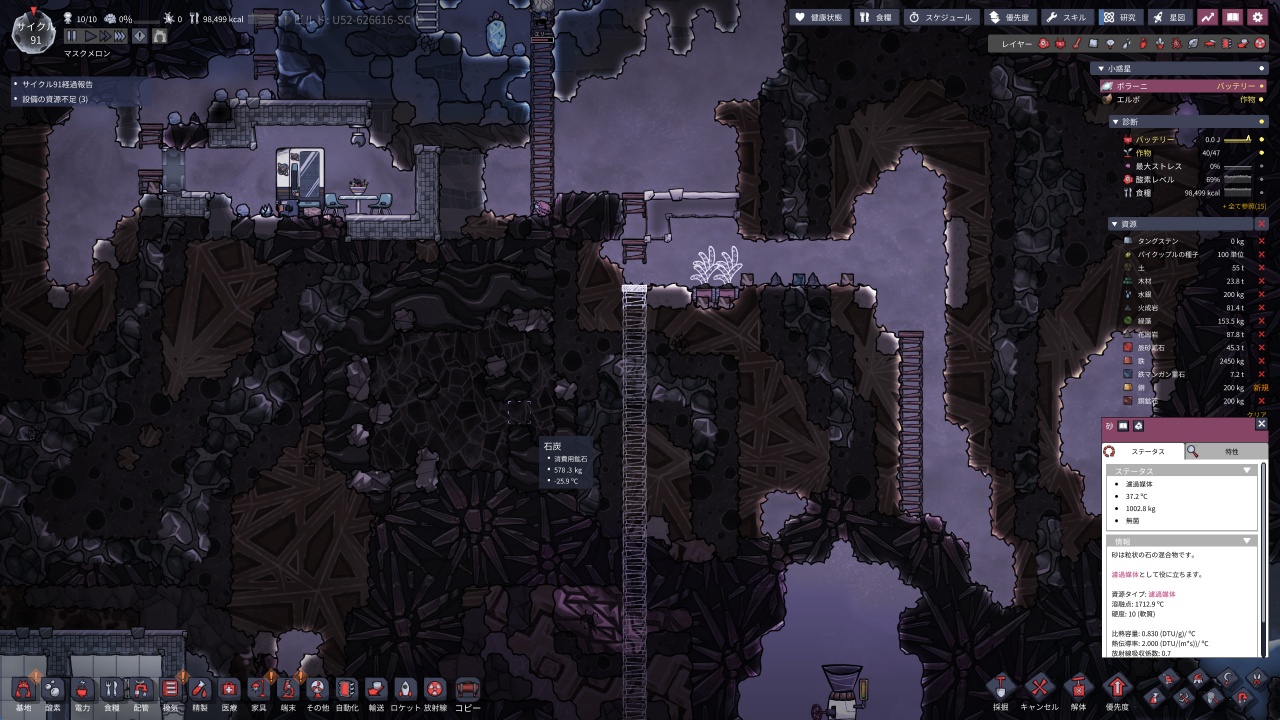 サイクル
91
10/10
0%
0
98,499 kcal
ビルド: U52-626616-SC
マスクメロン
サイクル91経過報告
設備の資源不足 (3)
健康状態
食糧
スケジュール
優先度
スキル
研究
星図
レイヤー
小惑星
ボラーニ バッテリー
エルボ 作物
診断
バッテリー 0.0 J
作物 40/47
最大ストレス 0%
酸素レベル 69%
食糧 98,499 kcal
+ 全て参照(15)
資源
タングステン 0 kg
パイクップルの種子 100 単位
土 55 t
木材 23.8 t
水銀 200 kg
火成岩 81.4 t
緑藻 153.5 kg
花崗岩 87.8 t
辰砂鉱石 45.3 t
鉄 2450 kg
鉄マンガン重石 7.2 t
銅 200 kg 新規
銅鉱石 200 kg
クリア
石炭
消費用鉱石
578.3 kg
-25.9 ℃
砂
ステータス
特性
ステータス
濾過媒体
37.2 ℃
1002.8 kg
無菌
情報
砂は粒状の石の混合物です。
濾過媒体として役に立ちます。
資源タイプ: 濾過媒体
溶融点: 1712.9 ℃
硬度: 10 (軟質)
比熱容量: 0.830 (DTU/g)/ ℃
熱伝導率: 2.000 (DTU/(m*s))/ ℃
放射線吸収係数: 0.7
基地
酸素
電力
食糧
配管
換気
精製
医療
家具
端末
その他
自動化
輸送
ロケット
放射線
コピー
採掘
キャンセル
解体
優先度